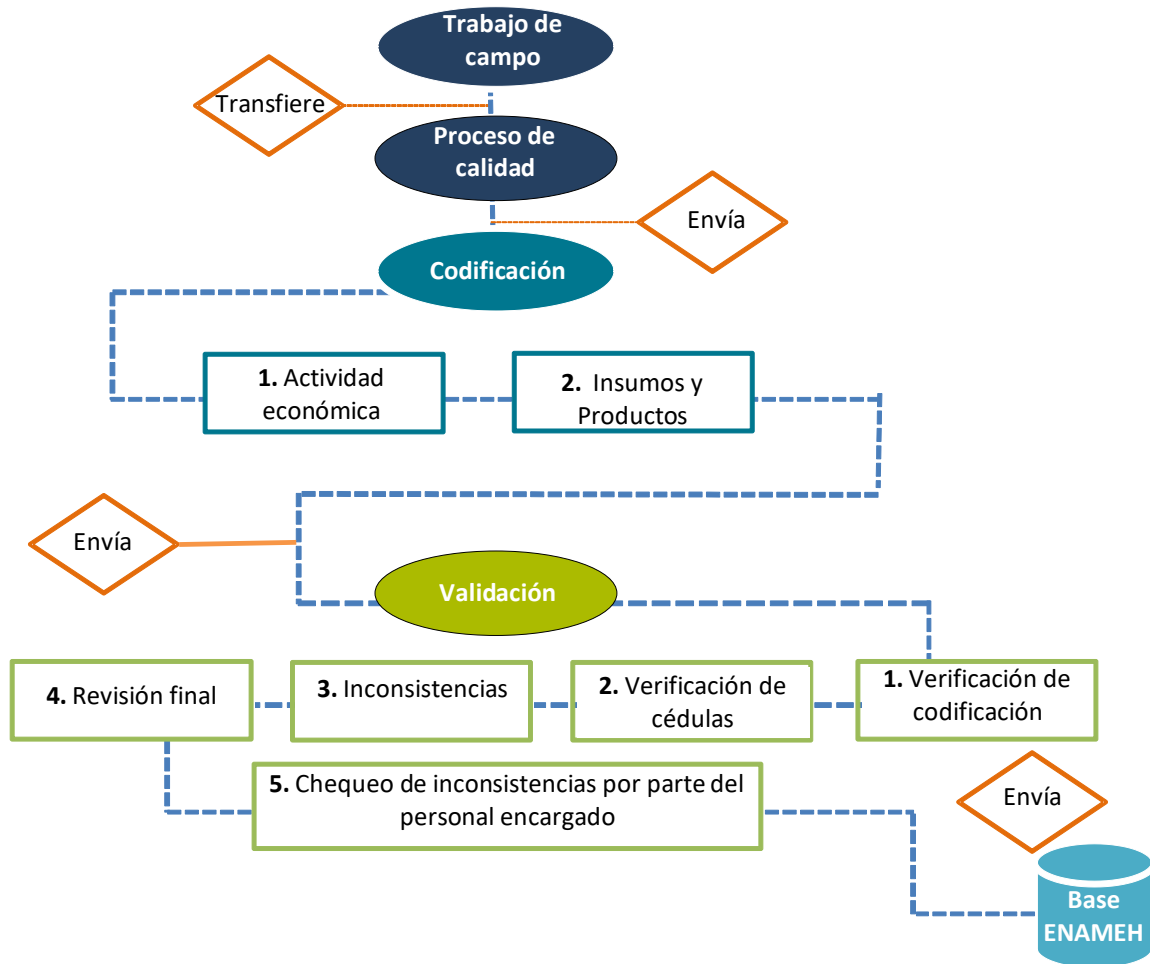 Trabajo de
campo
Transfiere
Proceso de
calidad
Envía
Codificación
1. Actividad
económica
2. Insumos y
Productos
Envía
Validación
4. Revisión final
3. Inconsistencias
2. Verificación de
cédulas
1. Verificación de
codificación
5. Chequeo de inconsistencias por parte del
personal encargado
Envía
Base
ENAMEH